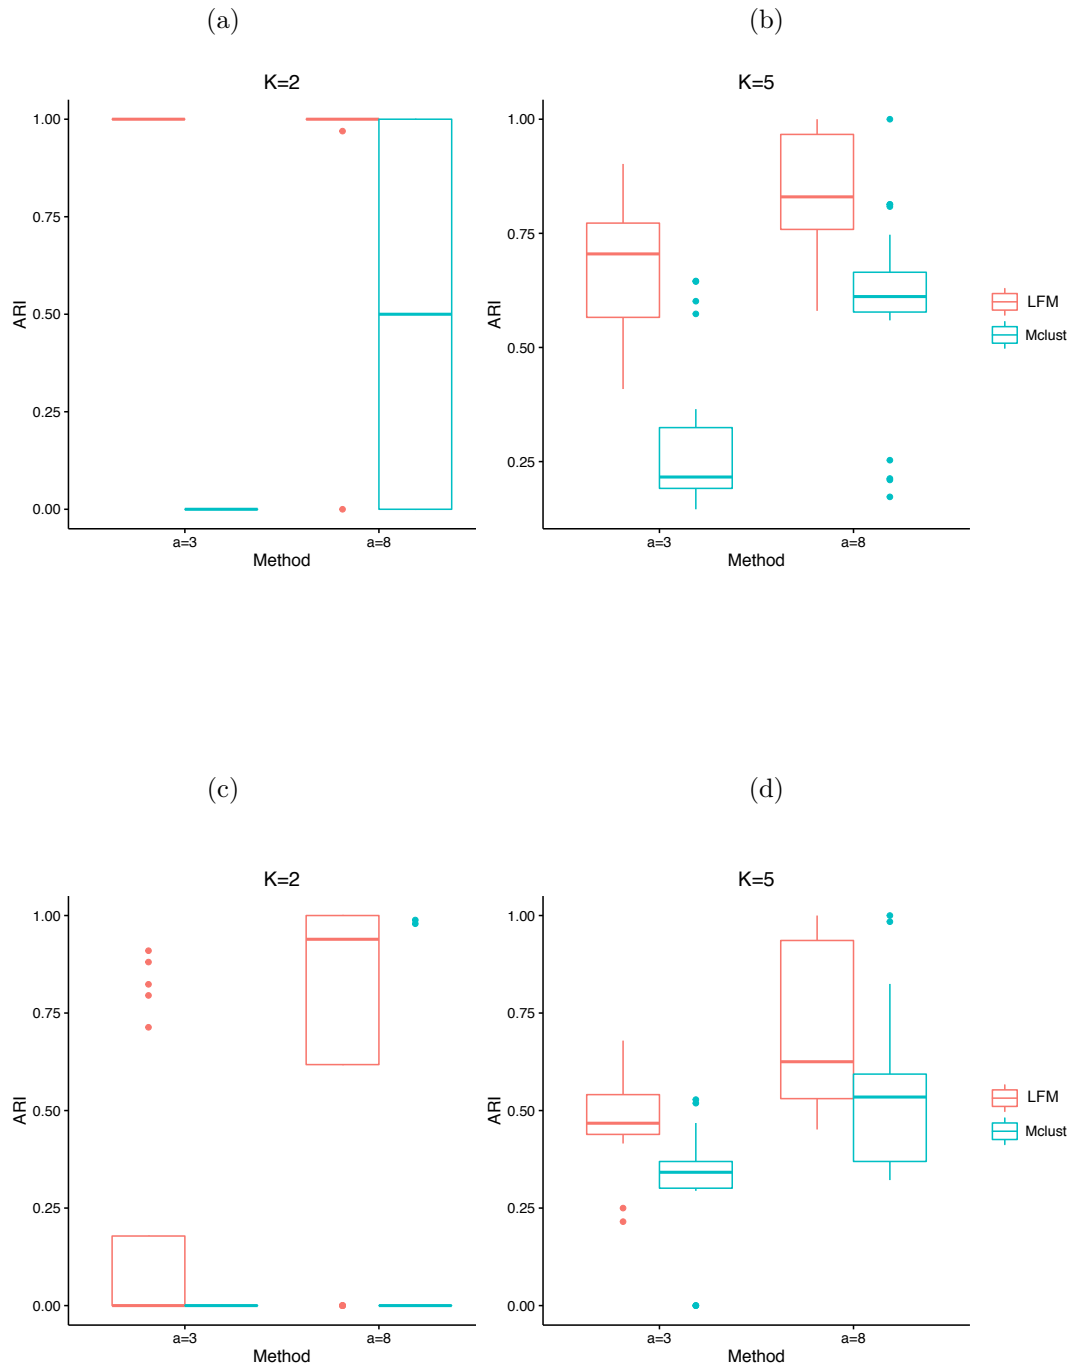 (a)
(b)
K=2
K=5
1.00
0.75
0.50
0.25
0.00
ARI
a=3
a=8
Method
1.00
0.75
0.50
0.25
ARI
a=3
a=8
Method
LFM
Mclust
(c)
(d)
K=2
K=5
1.00
0.75
0.50
0.25
0.00
ARI
a=3
a=8
Method
1.00
0.75
0.50
0.25
0.00
ARI
a=3
a=8
Method
LFM
Mclust